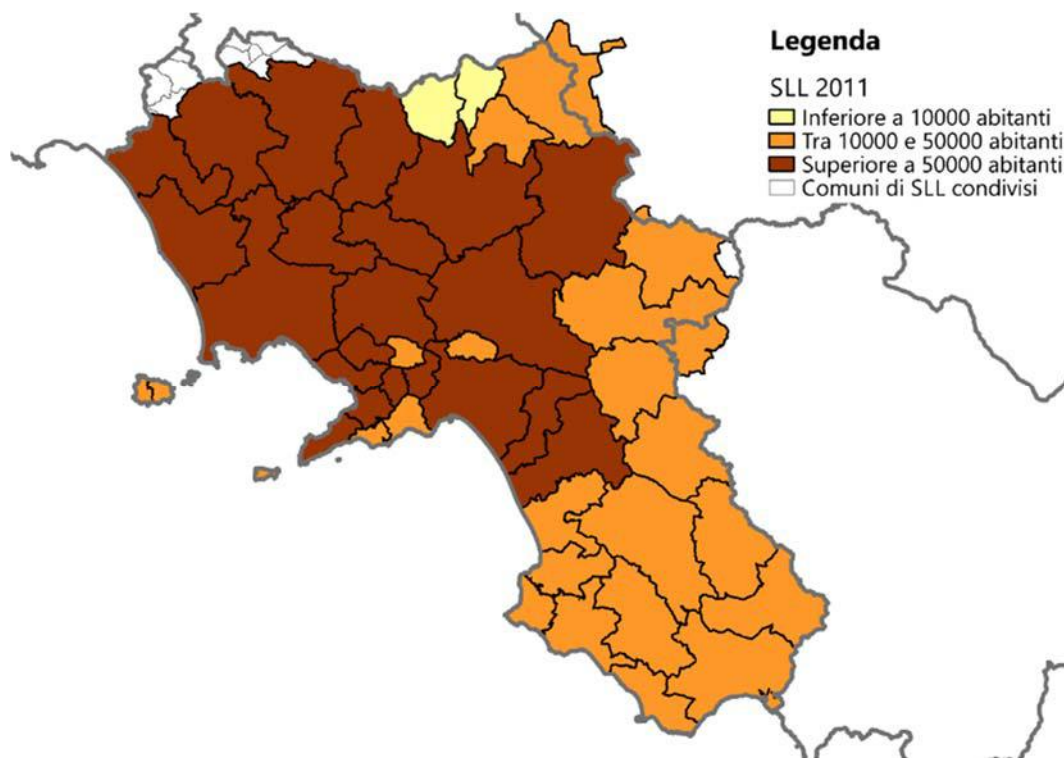 Legenda
SLL 2011
Inferiore a 10000 abitanti
Tra 10000 e 50000 abitanti
Superiore a 50000 abitanti
Comuni di SLL condivisi